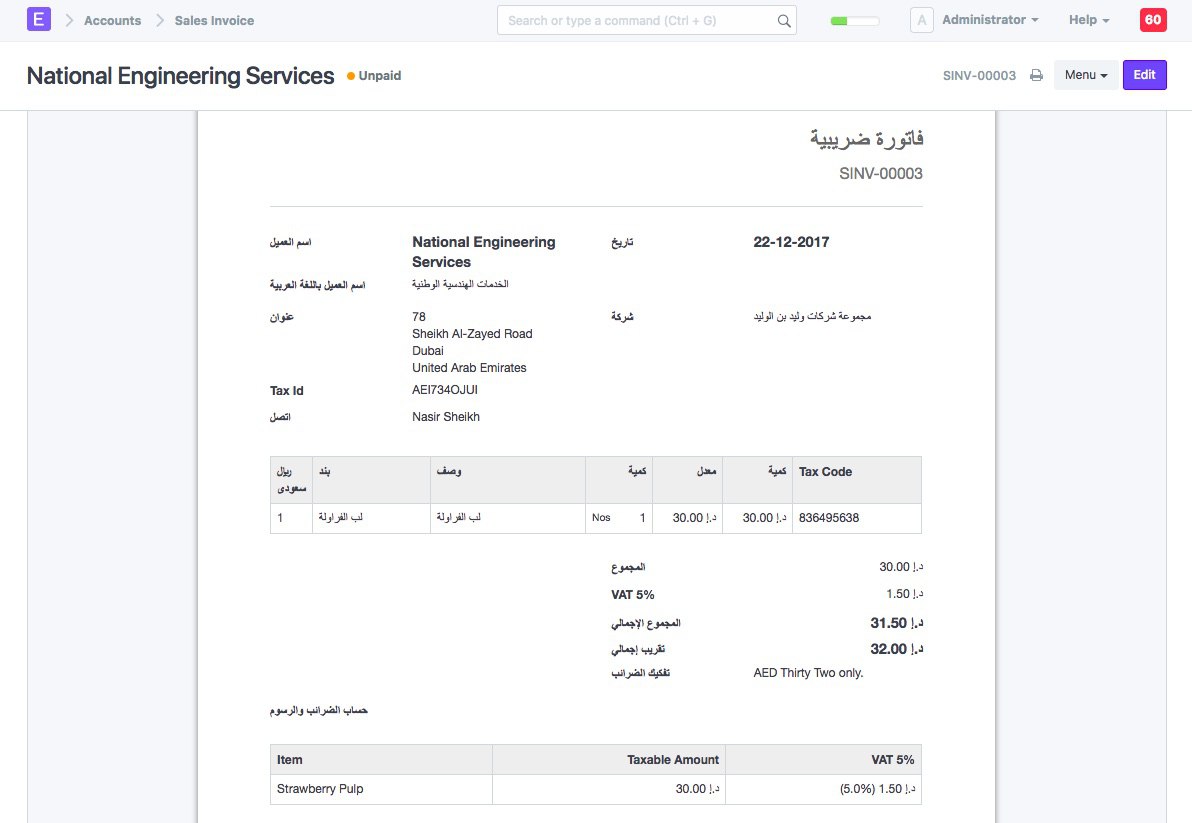 E
Accounts
Sales Invoice
Search or type a command (Ctrl + G)
A
Administrator
Help
60
National Engineering Services
Unpaid
SINV-00003
Menu
Edit
فاتورة ضريبية
SINV-00003
اسم العميل
National Engineering
Services
تاريخ
22-12-2017
اسم العميل باللغة العربية
الخدمات الهندسية الوطنية
عنوان
78
Sheikh Al-Zayed Road
Dubai
United Arab Emirates
شركة
مجموعة شركات وليد بن الوليد
Tax Id
AEI734OJUI
اتصل
Nasir Sheikh
ريال
سعودى
بند
وصف
كمية
معدل
كمية
Tax Code
1
لب الفراولة
لب الفراولة
Nos 1
د.إ 30.00
د.إ 30.00
836495638
المجموع
د.إ 30.00
VAT 5%
د.إ 1.50
المجموع الإجمالي
د.إ 31.50
تقريب إجمالي
د.إ 32.00
تفكيك الضرائب
AED Thirty Two only.
حساب الضرائب والرسوم
Item
Taxable Amount
VAT 5%
Strawberry Pulp
د.إ 30.00
(5.0%) د.إ 1.50